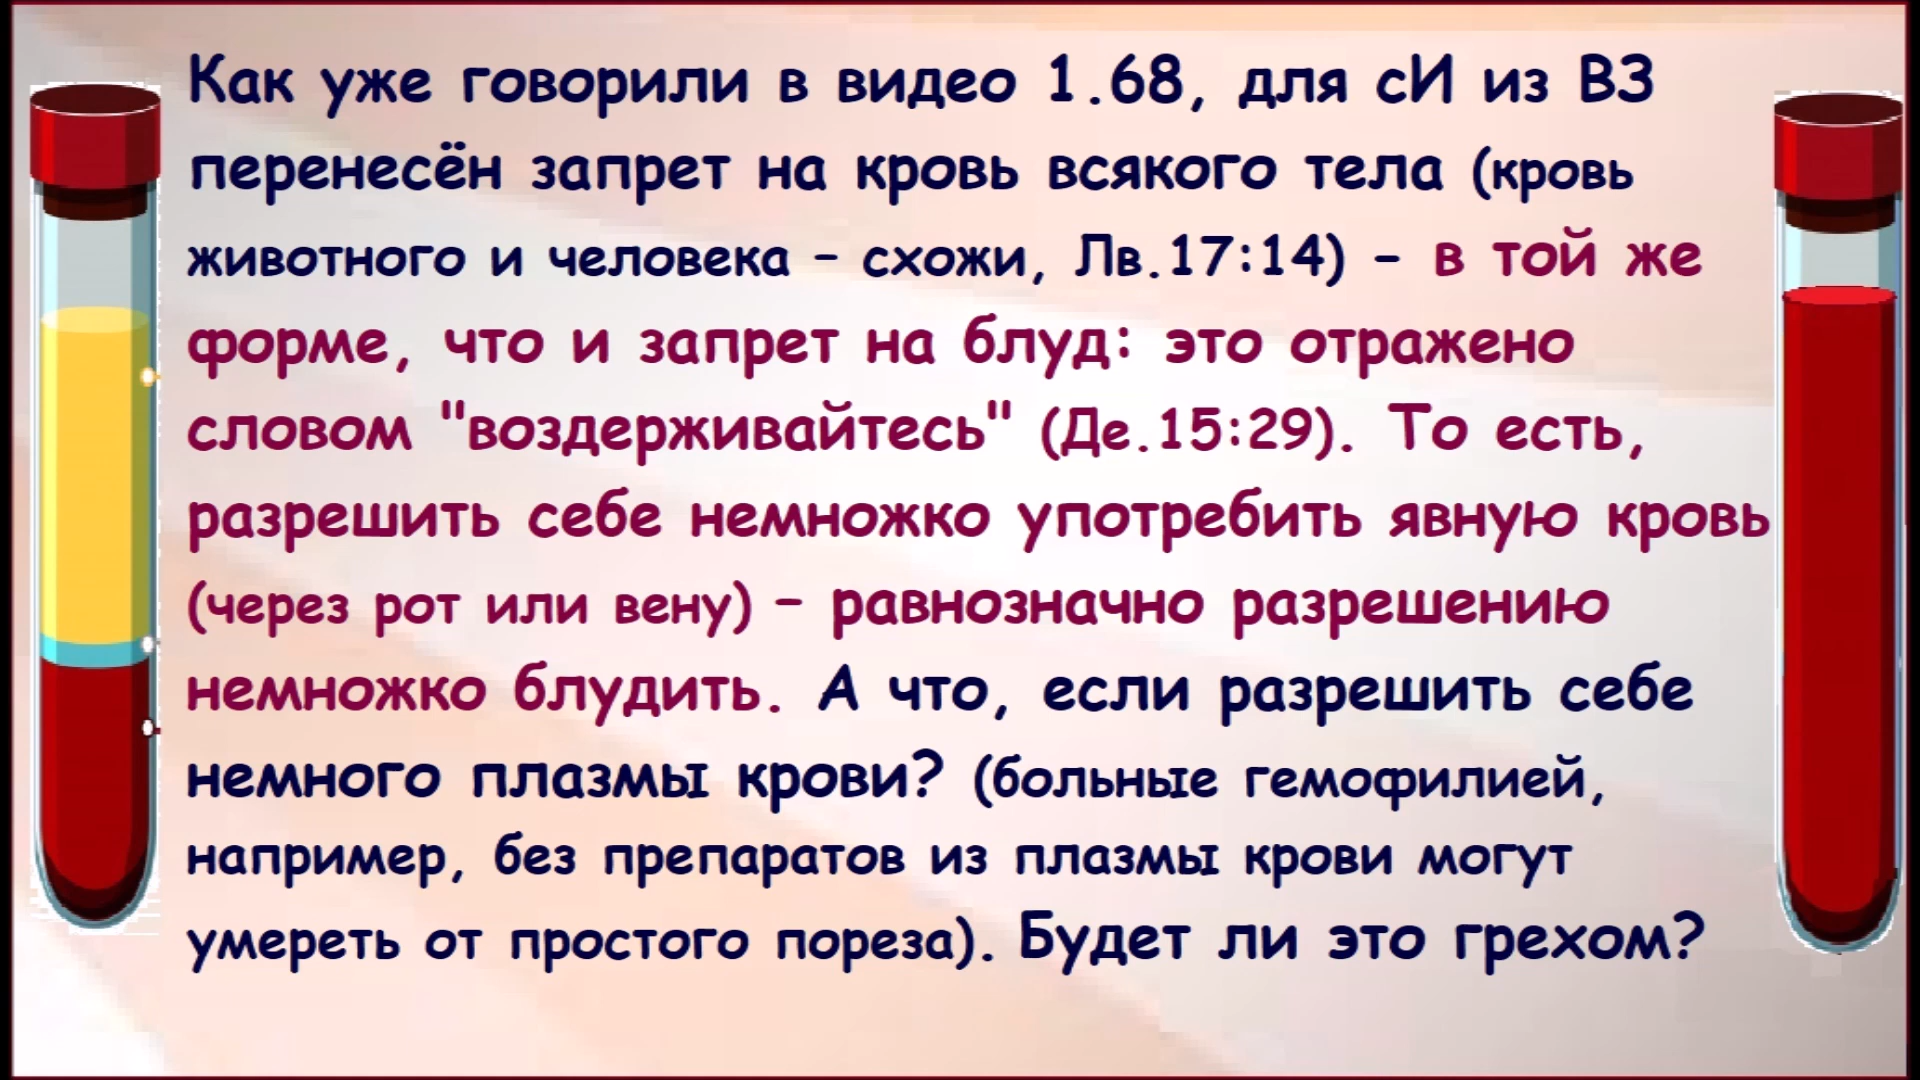 Как уже говорили в видео 1.68, для сИ из ВЗ
перенесён запрет на кровь всякого тела (кровь
животного и человека – схожи, Лв.17:14) – в той же
форме, что и запрет на блуд: это отражено
словом "воздерживайтесь" (Де.15:29). То есть,
разрешить себе немножко употребить явную кровь
(через рот или вену) – равнозначно разрешению
немножко блудить. А что, если разрешить себе
немного плазмы крови? (больные гемофилией,
например, без препаратов из плазмы крови могут
умереть от простого пореза). Будет ли это грехом?